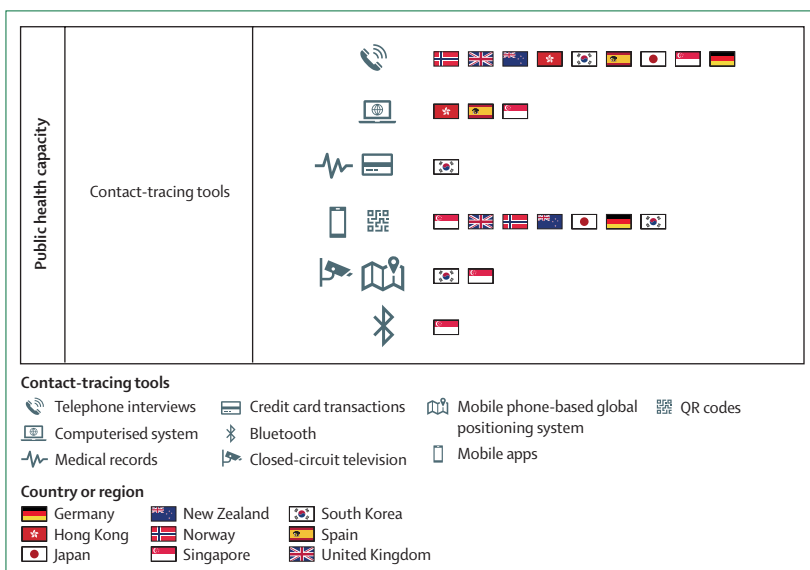 Public health capacity
Contact-tracing tools
Contact-tracing tools
Telephone interviews
Computerised system
Medical records
Credit card transactions
Bluetooth
Closed-circuit television
Mobile phone-based global
positioning system
Mobile apps
QR codes
Country or region
Germany
Hong Kong
Japan
New Zealand
Norway
Singapore
South Korea
Spain
United Kingdom